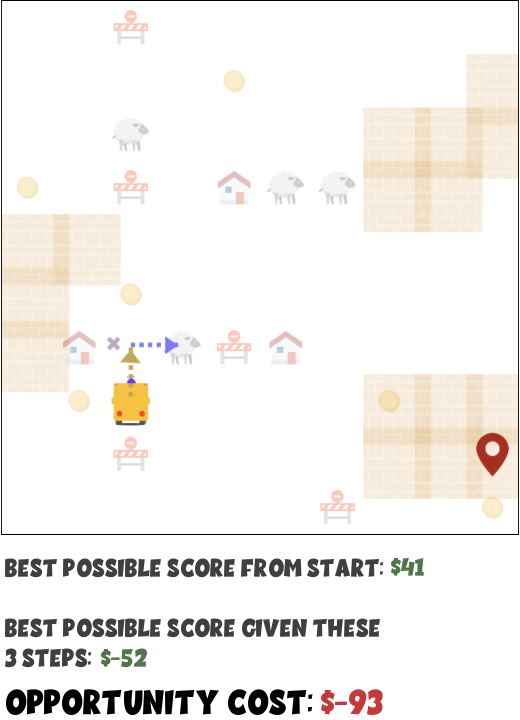 BEST POSSIBLE SCORE FROM START: $41
BEST POSSIBLE SCORE GIVEN THESE
3 STEPS: $-52
OPPORTUNITY COST: $-93